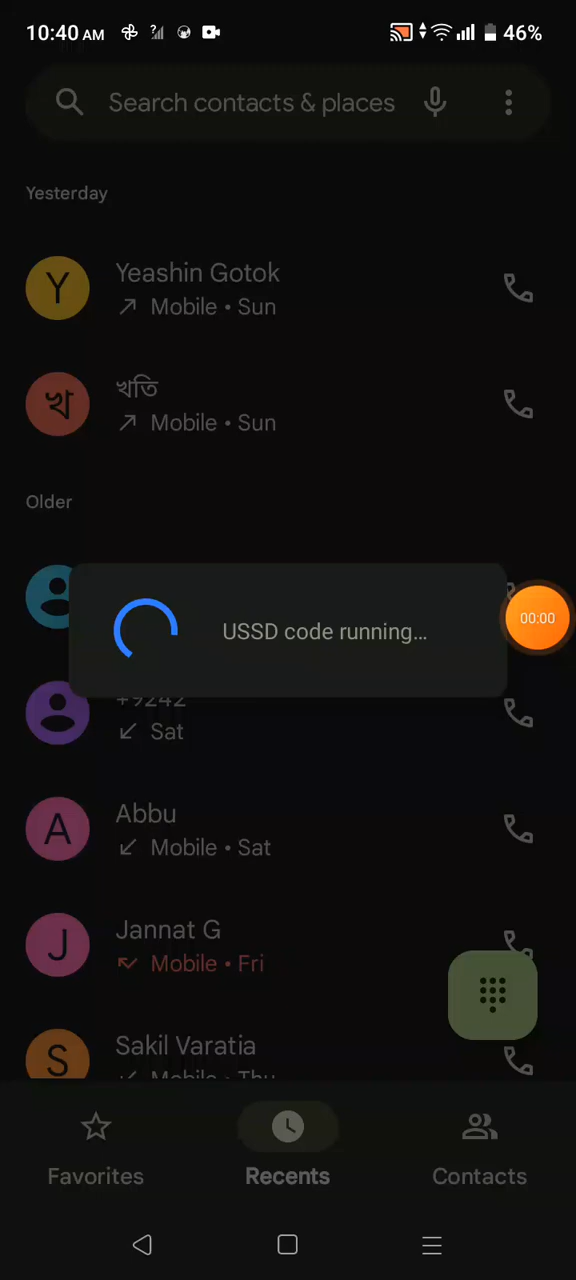 10:40 AM
46%
Search contacts & places
Yesterday
Y
Yeashin Gotok
Mobile • Sun
খ
খতি
Mobile • Sun
Older
USSD code running...
00:00
+9242
Sat
A
Abbu
Mobile • Sat
J
Jannat G
Mobile • Fri
S
Sakil Varatia
Mobile • Thu
Favorites
Recents
Contacts